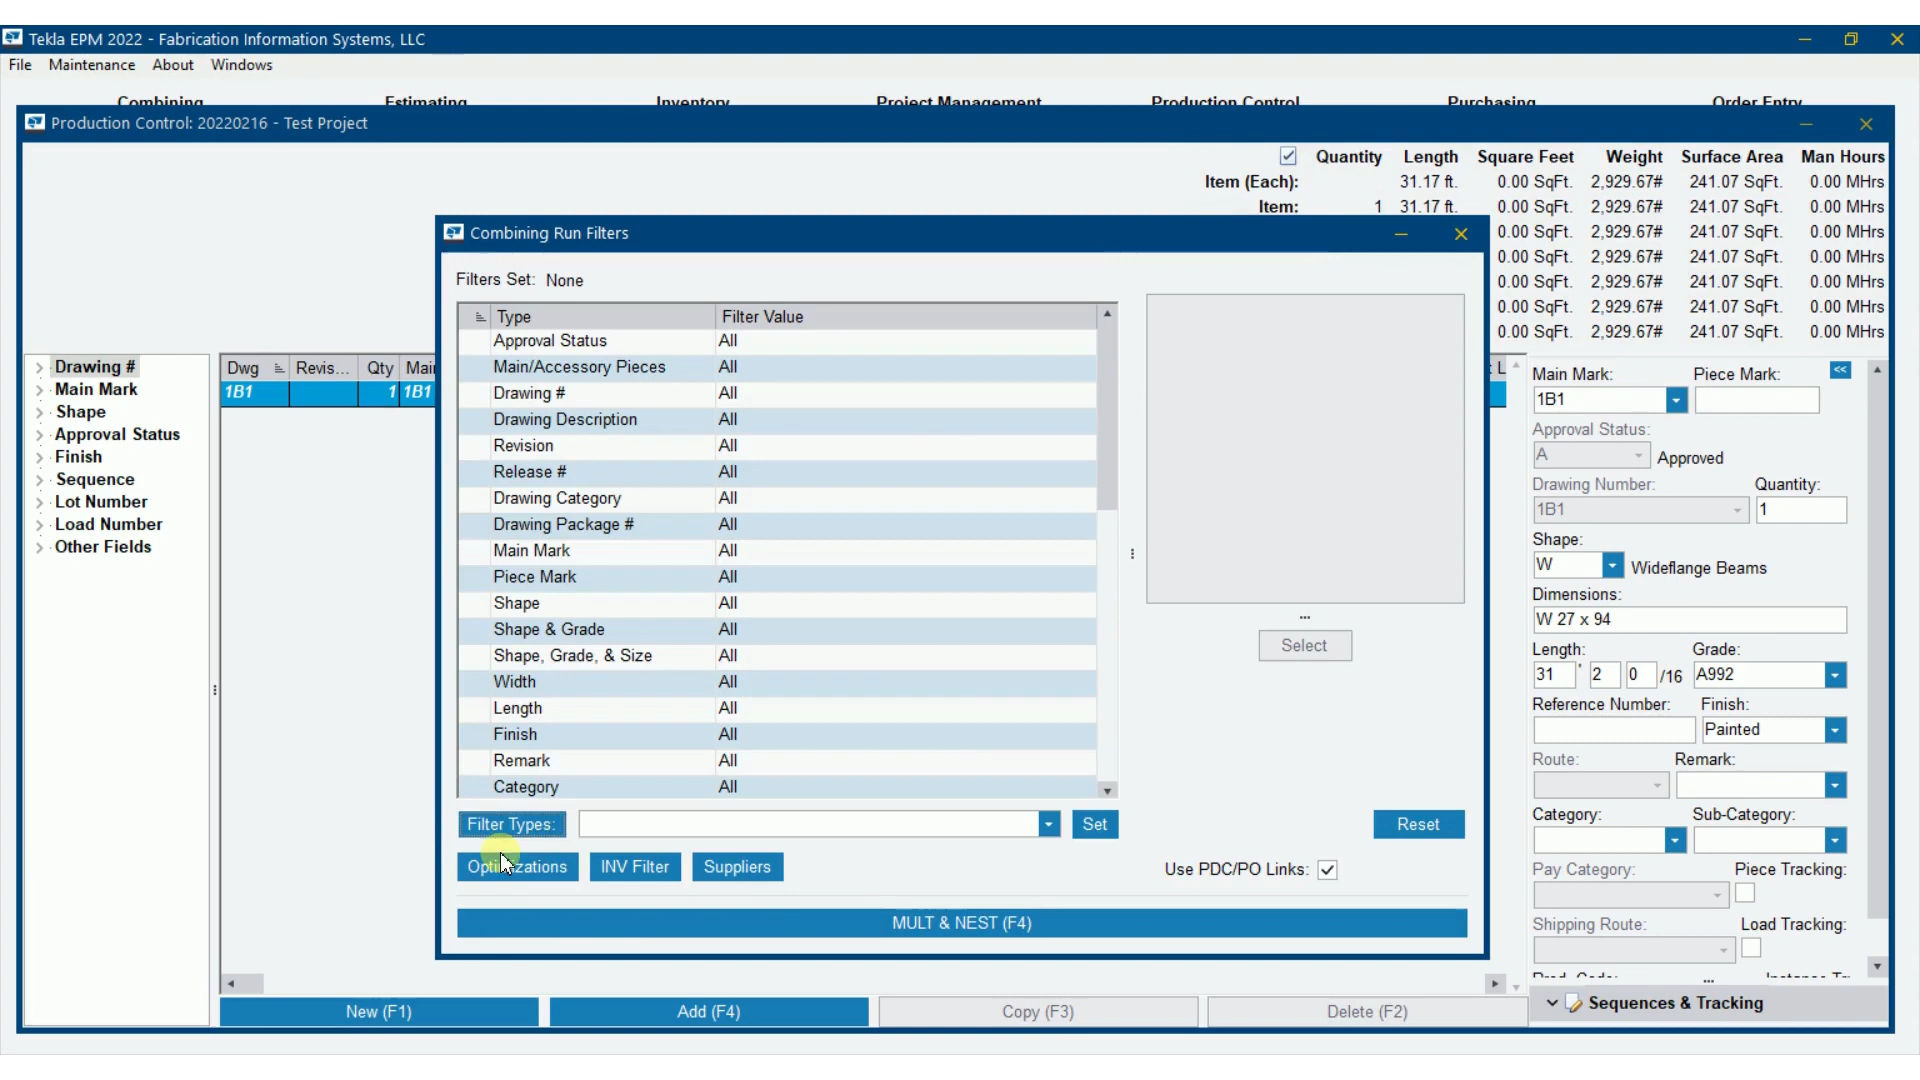 Tekla EPM 2022 - Fabrication Information Systems, LLC
File Maintenance About Windows
Combining Estimating Inventory Project Management Production Control Purchasing Order Entry
Production Control: 20220216 - Test Project
Quantity Length Square Feet Weight Surface Area Man Hours
Item (Each): 31.17 ft. 0.00 SqFt. 2,929.67# 241.07 SqFt. 0.00 MHrs
Item: 1 31.17 ft. 0.00 SqFt. 2,929.67# 241.07 SqFt. 0.00 MHrs
0.00 SqFt. 2,929.67# 241.07 SqFt. 0.00 MHrs
0.00 SqFt. 2,929.67# 241.07 SqFt. 0.00 MHrs
0.00 SqFt. 2,929.67# 241.07 SqFt. 0.00 MHrs
0.00 SqFt. 2,929.67# 241.07 SqFt. 0.00 MHrs
0.00 SqFt. 2,929.67# 241.07 SqFt. 0.00 MHrs
Drawing #
Main Mark
Shape
Approval Status
Finish
Sequence
Lot Number
Load Number
Other Fields
Dwg Revis... Qty Mai
1B1 1 1B1
Combining Run Filters
Filters Set: None
Type Filter Value
Approval Status All
Main/Accessory Pieces All
Drawing # All
Drawing Description All
Revision All
Release # All
Drawing Category All
Drawing Package # All
Main Mark All
Piece Mark All
Shape All
Shape & Grade All
Shape, Grade, & Size All
Width All
Length All
Finish All
Remark All
Category All
...
Select
Filter Types: Set Reset
Optimizations INV Filter Suppliers Use PDC/PO Links:
MULT & NEST (F4)
L
Main Mark: Piece Mark: <<
1B1
Approval Status:
A Approved
Drawing Number: Quantity:
1B1 1
Shape:
W Wideflange Beams
Dimensions:
W 27 x 94
Length: Grade:
31 ' 2 0 /16 A992
Reference Number: Finish:
Painted
Route: Remark:
Category: Sub-Category:
Pay Category: Piece Tracking:
Shipping Route: Load Tracking:
...
Sequences & Tracking
New (F1) Add (F4) Copy (F3) Delete (F2)